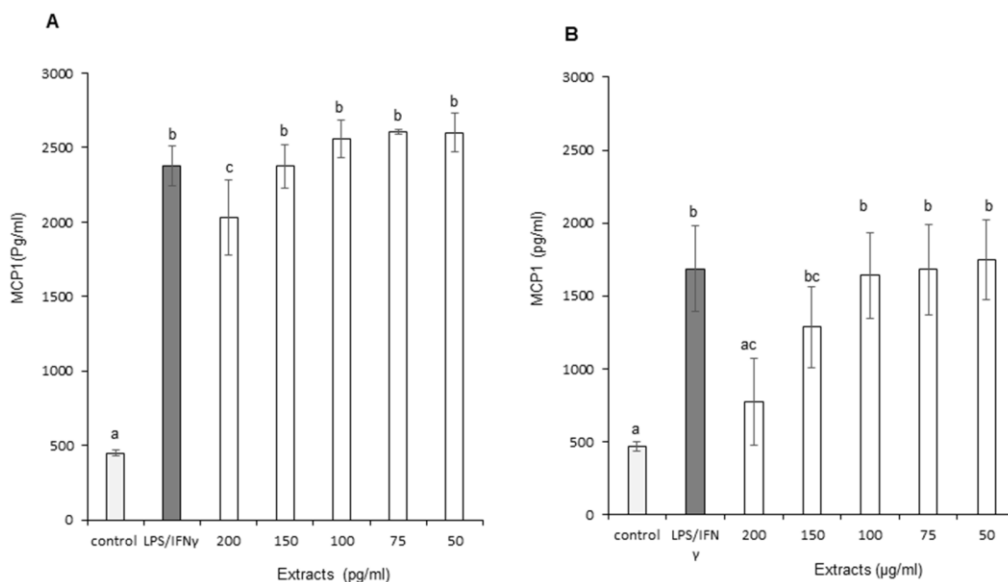 A
3000
2500
2000
1500
1000
500
0
MCP1(Pg/ml)
a
b
c
b
b
b
b
control LPS/IFNγ 200 150 100 75 50
Extracts (pg/ml)
B
3000
2500
2000
1500
1000
500
0
MCP1 (pg/ml)
a
b
ac
bc
b
b
b
control LPS/IFN 200 150 100 75 50
γ
Extracts (µg/ml)